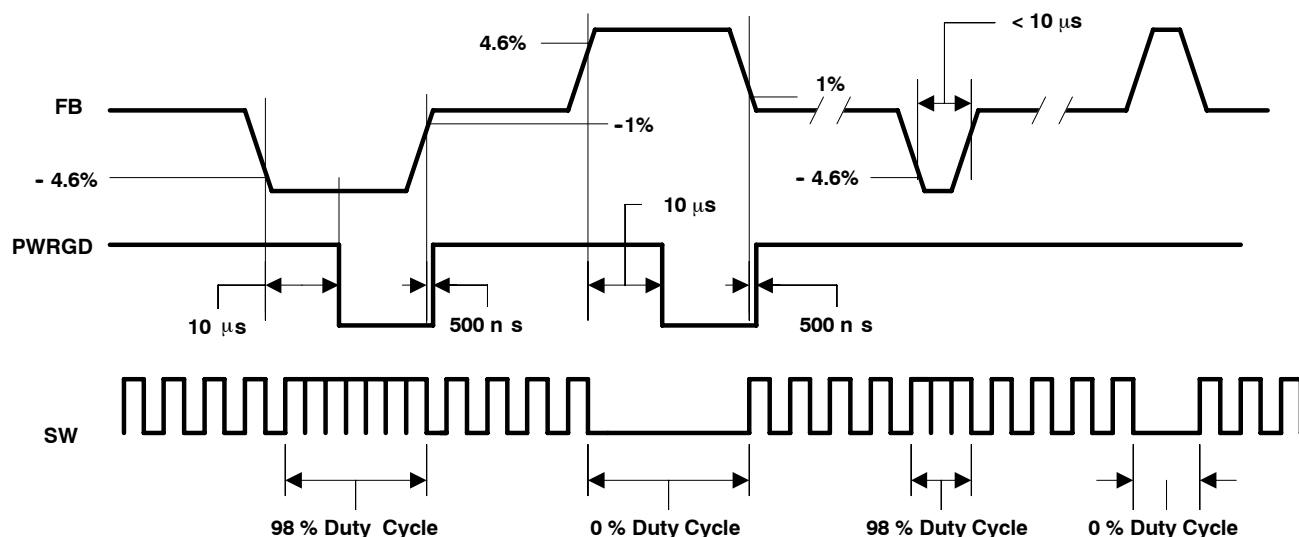 < 10 μs
4.6%
1%
FB
-1%
- 4.6%
- 4.6%
10 μs
PWRGD
10 μs
500 n s
500 n s
SW
98 % Duty Cycle
0 % Duty Cycle
98 % Duty Cycle
0 % Duty Cycle